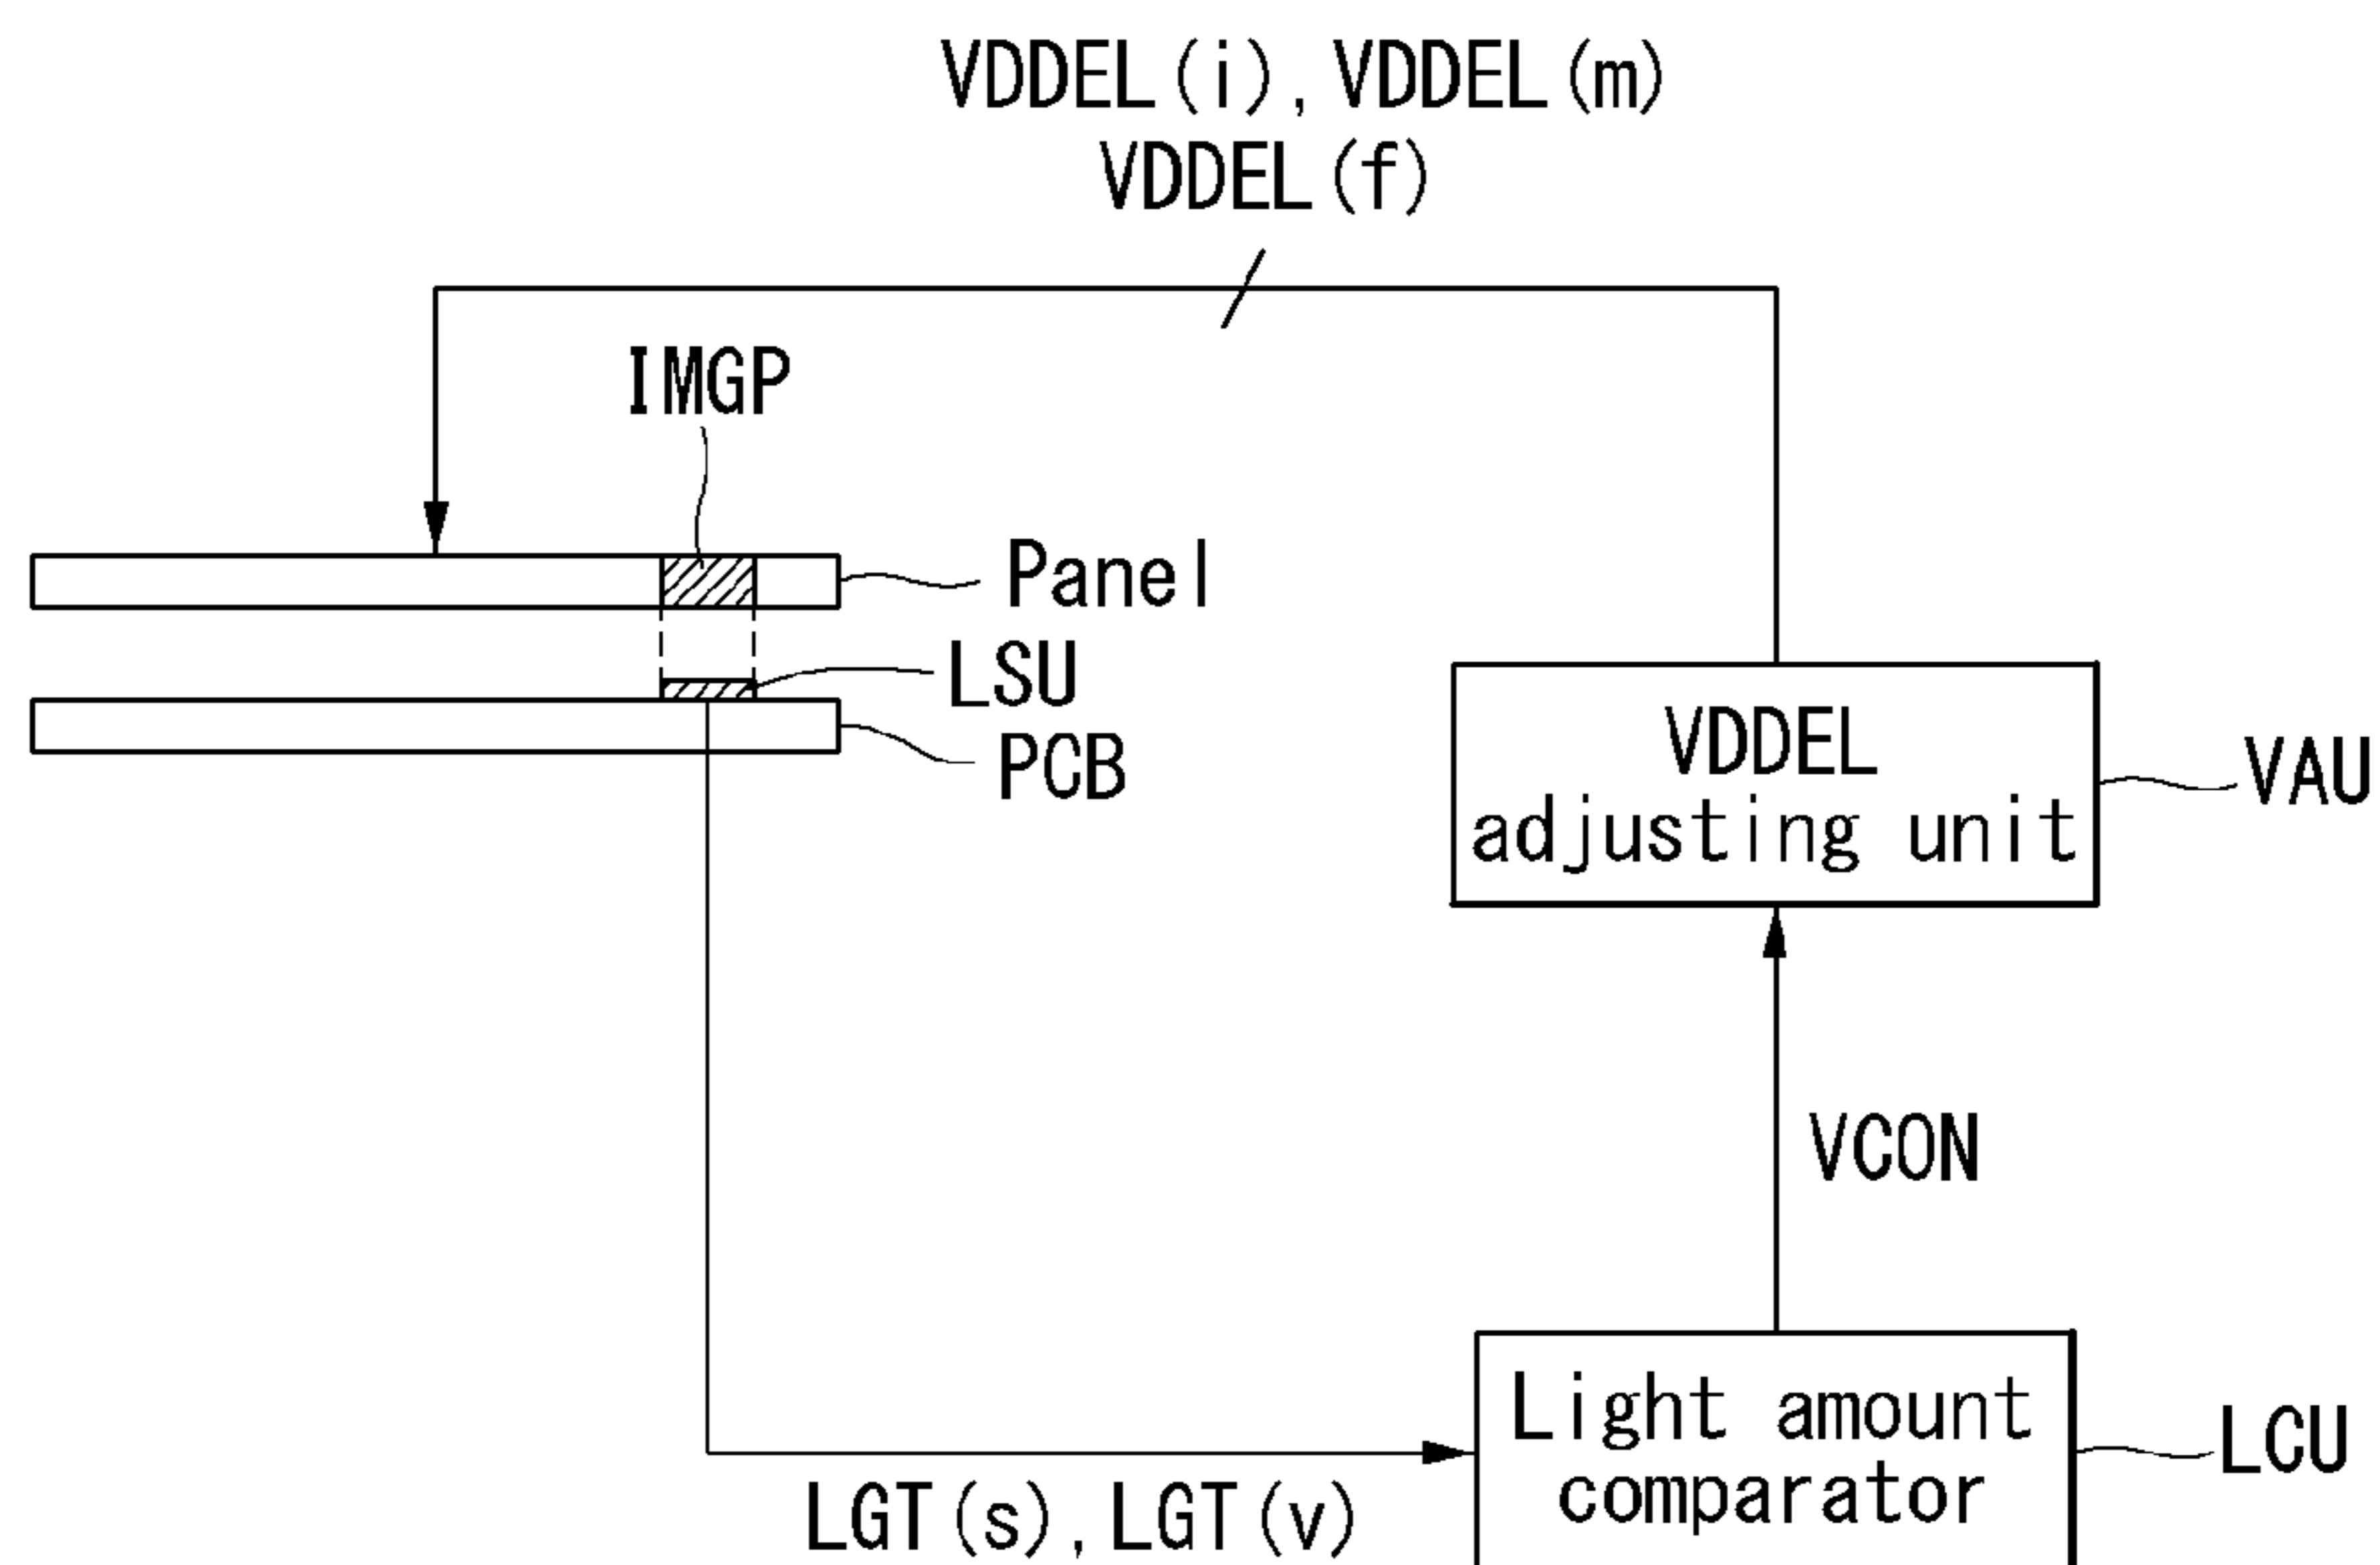 VDDEL(i), VDDEL(m)
VDDEL(f)
IMGP
Panel
LSU
PCB
VDDEL
adjusting unit
VAU
VCON
Light amount
comparator
LCU
LGT(s), LGT(v)